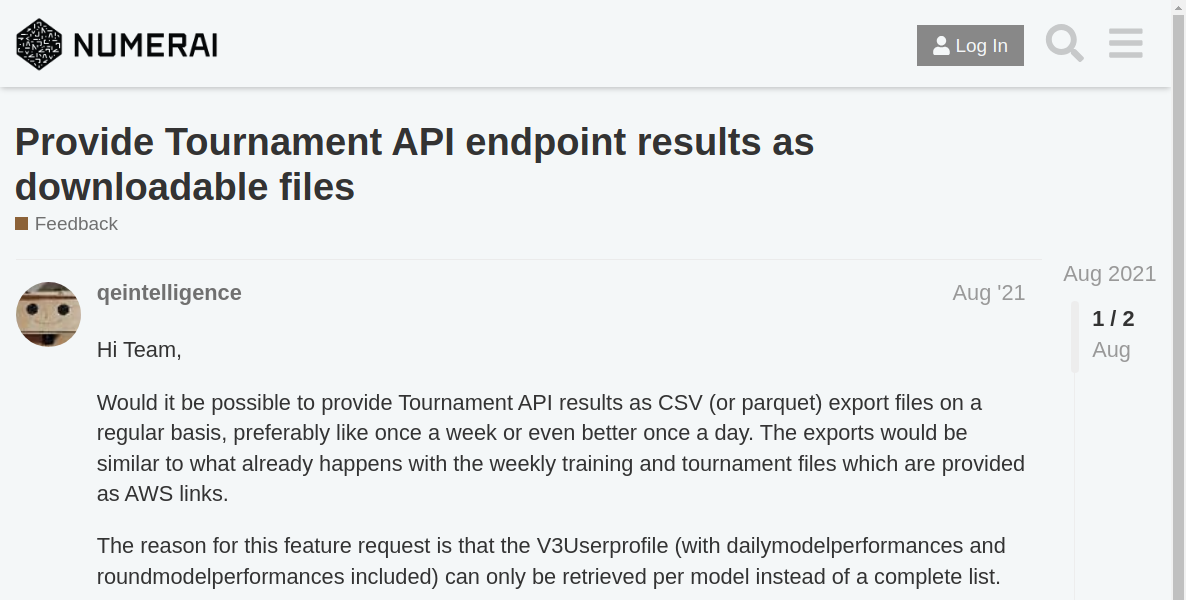 NUMERAI
Log In
Provide Tournament API endpoint results as
downloadable files
Feedback
Aug 2021
qeintelligence
Aug '21
1 / 2
Aug
Hi Team,
Would it be possible to provide Tournament API results as CSV (or parquet) export files on a
regular basis, preferably like once a week or even better once a day. The exports would be
similar to what already happens with the weekly training and tournament files which are provided
as AWS links.
The reason for this feature request is that the V3Userprofile (with dailymodelperformances and
roundmodelperformances included) can only be retrieved per model instead of a complete list.